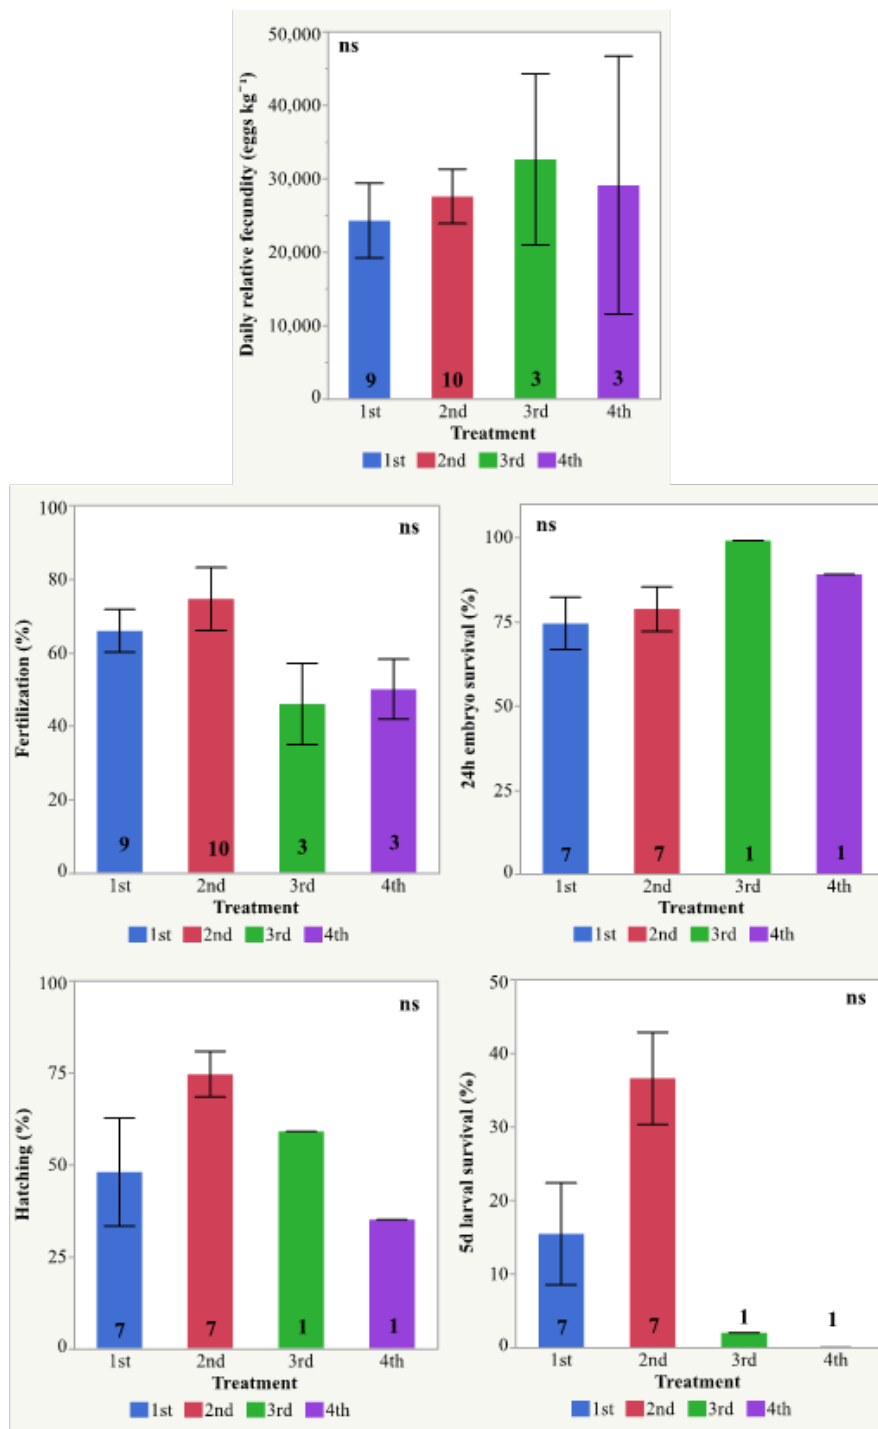 Daily relative fecundity (eggs kg⁻¹)
50,000
40,000
30,000
20,000
10,000
0
ns
9 10 3 3
1st 2nd 3rd 4th
Treatment
1st 2nd 3rd 4th
Fertilization (%)
100
80
60
40
20
0
ns
9 10 3 3
1st 2nd 3rd 4th
Treatment
1st 2nd 3rd 4th
24h embryo survival (%)
100
75
50
25
0
ns
7 7 1 1
1st 2nd 3rd 4th
Treatment
1st 2nd 3rd 4th
Hatching (%)
100
75
50
25
0
ns
7 7 1 1
1st 2nd 3rd 4th
Treatment
1st 2nd 3rd 4th
5d larval survival (%)
50
40
30
20
10
0
ns
7 7 1 1
1st 2nd 3rd 4th
Treatment
1st 2nd 3rd 4th